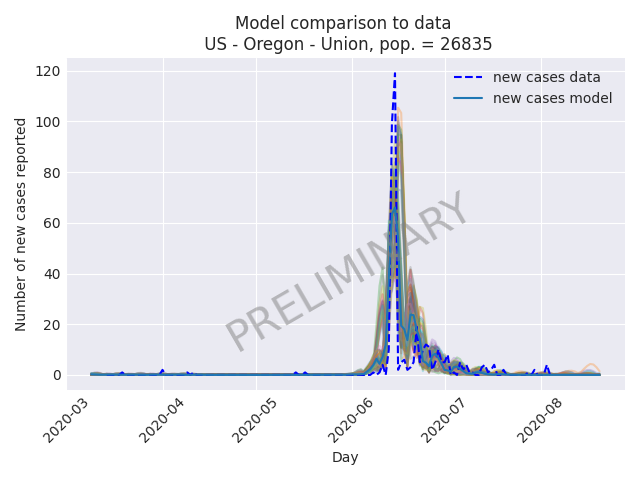 Model comparison to data
US - Oregon - Union, pop. = 26835
new cases data
new cases model
Number of new cases reported
120
100
80
60
40
20
0
PRELIMINARY
2020-03
2020-04
2020-05
2020-06
2020-07
2020-08
Day